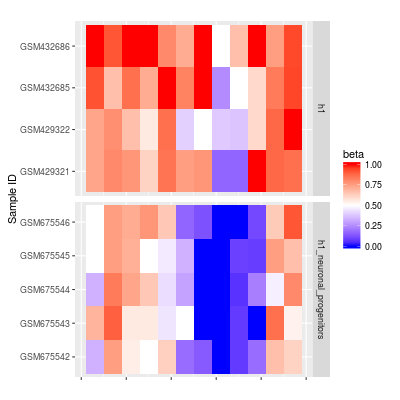 GSM432686
GSM432685
GSM429322
GSM429321
h1
GSM675546
GSM675545
GSM675544
GSM675543
GSM675542
h1_neuronal_progenitors
Sample ID
beta
1.00
0.75
0.50
0.25
0.00